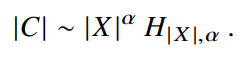 |C| ∼ |X|^α H_{|X|,α} .